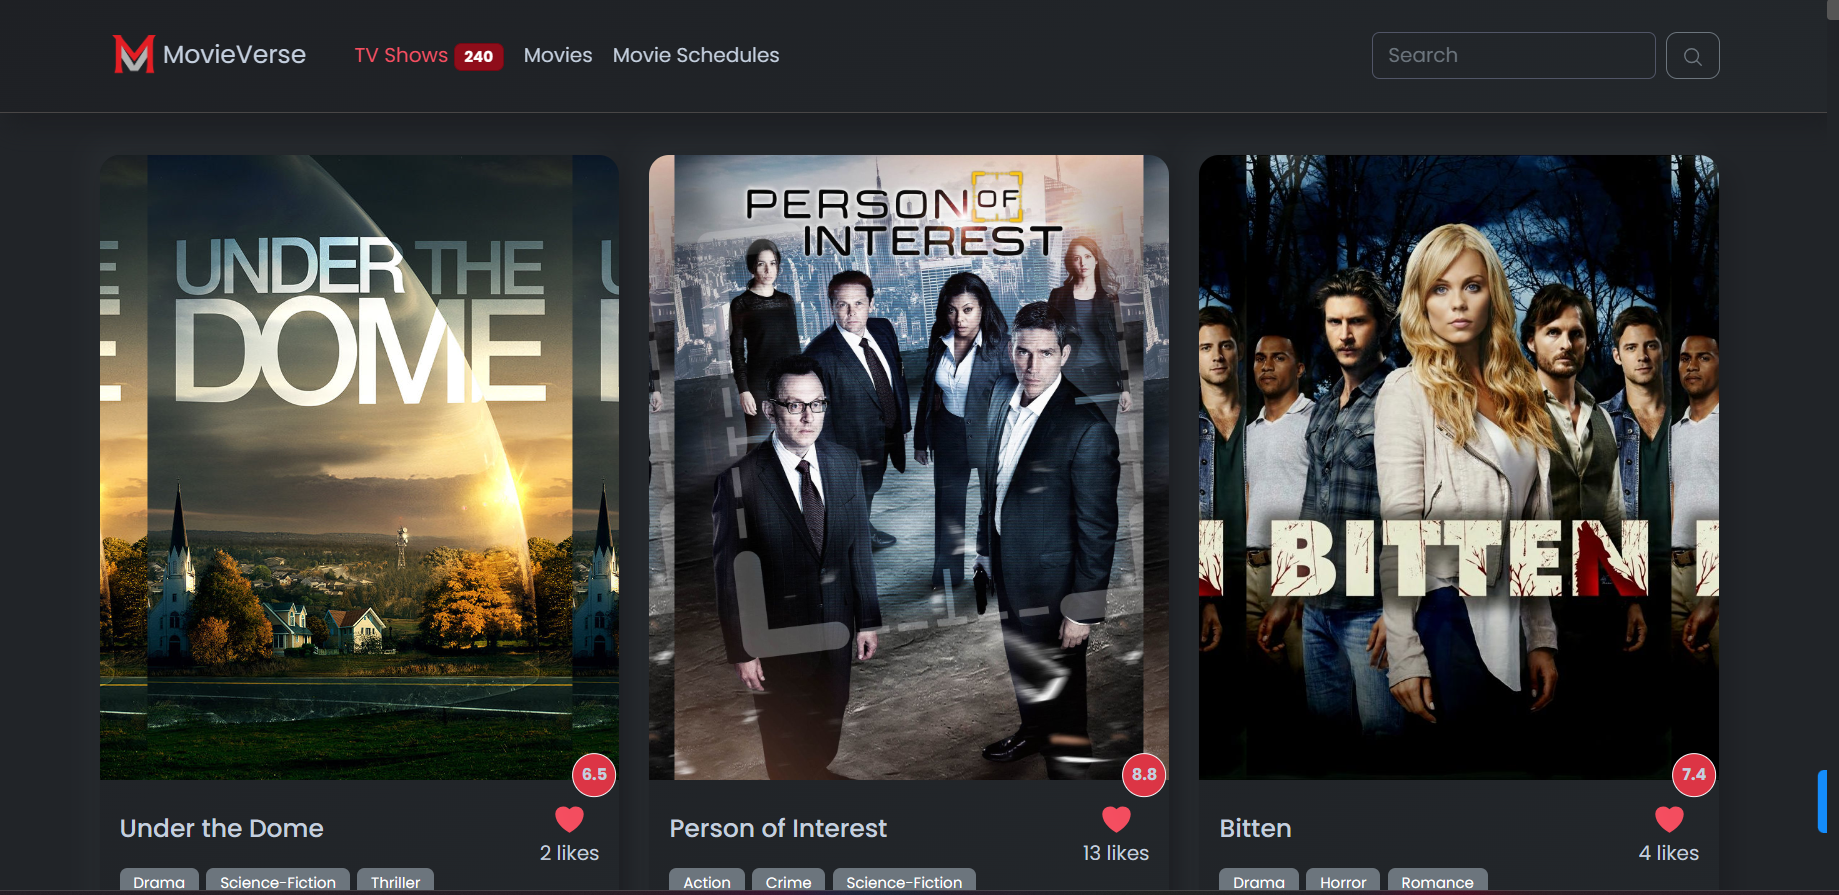 MovieVerse TV Shows 240 Movies Movie Schedules Search
UNDER THE
DOME
PERSON OF
INTEREST
BITTEN
6.5
8.8
7.4
Under the Dome
2 likes
Drama Science-Fiction Thriller
Person of Interest
13 likes
Action Crime Science-Fiction
Bitten
4 likes
Drama Horror Romance